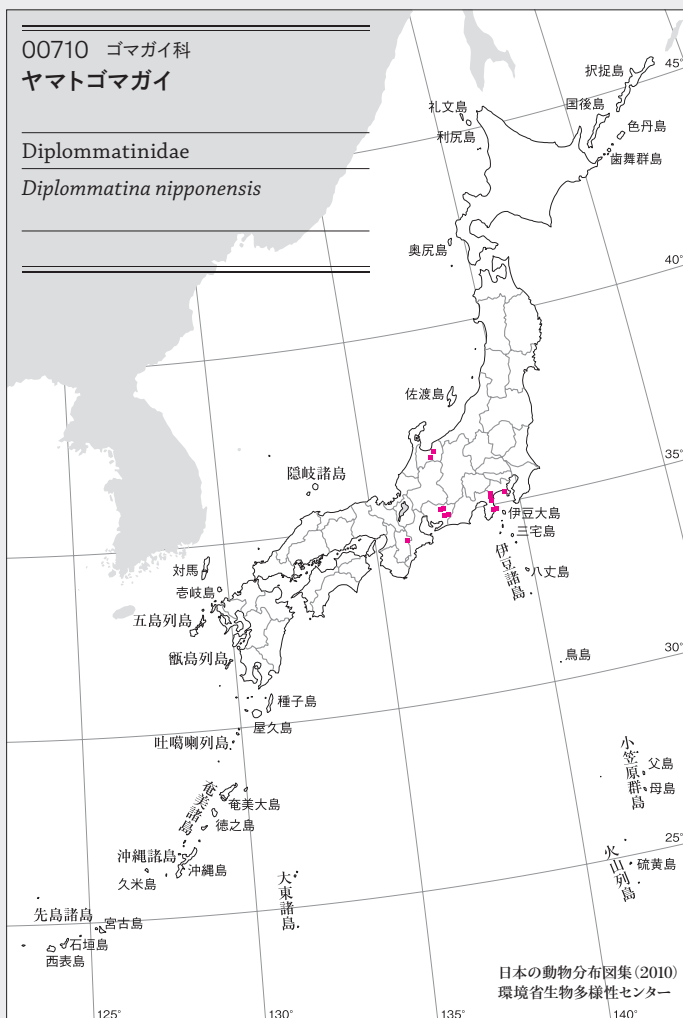 00710 ゴマガイ科
ヤマトゴマガイ
Diplommatinidae
Diplommatina nipponensis
45°
択捉島
国後島
礼文島
色丹島
利尻島
歯舞群島
奥尻島
40°
佐渡島
35°
隠岐諸島
伊豆大島
三宅島
伊豆諸島
八丈島
対馬
壱岐島
五島列島
甑島列島
鳥島
30°
種子島
屋久島
吐噶喇列島
小笠原群島
父島
母島
奄美諸島
奄美大島
徳之島
25°
沖縄諸島
沖縄島
久米島
火山列島
硫黄島
大東諸島
先島諸島
宮古島
石垣島
西表島
日本の動物分布図集(2010)
環境省生物多様性センター
125°
130°
135°
140°